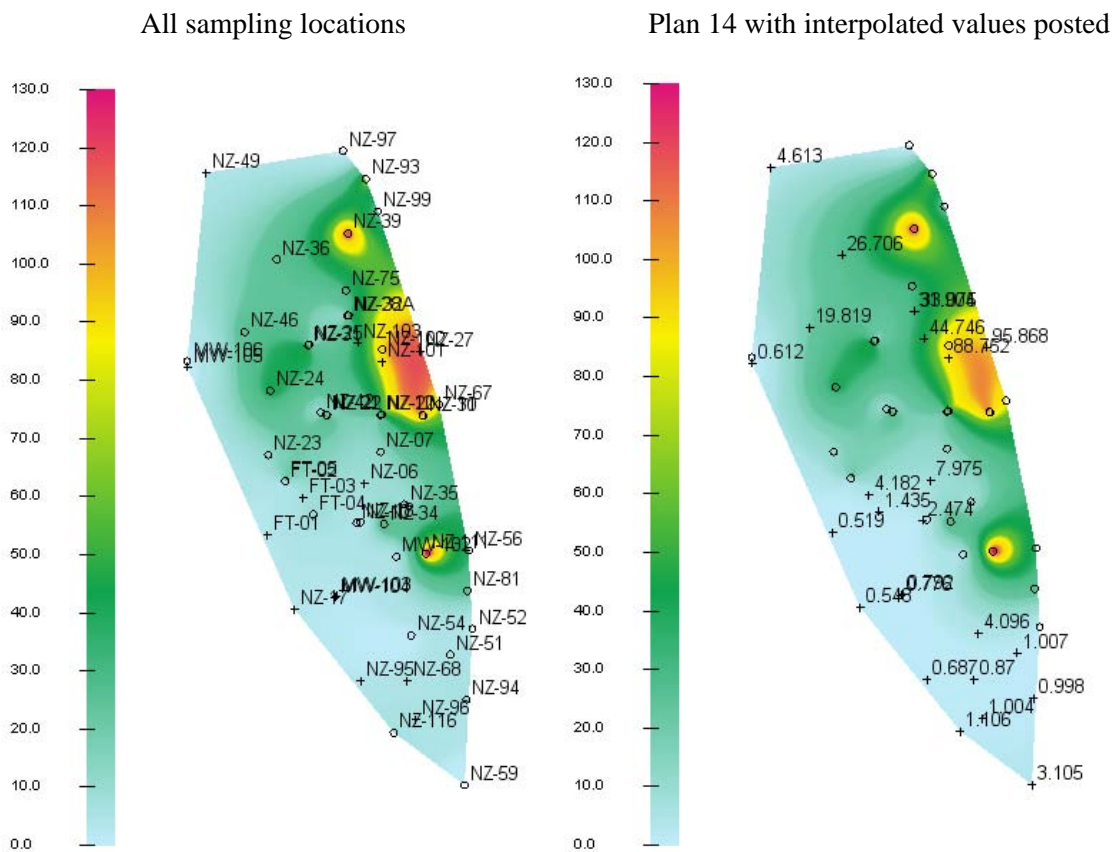 All sampling locations
Plan 14 with interpolated values posted
130.0
120.0
110.0
100.0
90.0
80.0
70.0
60.0
50.0
40.0
30.0
20.0
10.0
0.0
NZ-97
NZ-49
NZ-93
NZ-99
NZ-39
NZ-36
NZ-75
NZ-46
NZ-27
MW-106
MW-105
NZ-24
NZ-67
NZ-23
NZ-07
FT-03
NZ-06
FT-04
NZ-35
FT-01
NZ-34
NZ-56
NZ-81
NZ-54
NZ-52
NZ-51
NZ-95
NZ-68
NZ-94
NZ-96
NZ-116
NZ-59
130.0
120.0
110.0
100.0
90.0
80.0
70.0
60.0
50.0
40.0
30.0
20.0
10.0
0.0
4.613
26.706
19.819
44.746
95.868
88.752
0.612
7.975
4.182
1.435
2.474
0.519
4.096
1.007
0.687
0.87
0.998
1.004
1.106
3.105